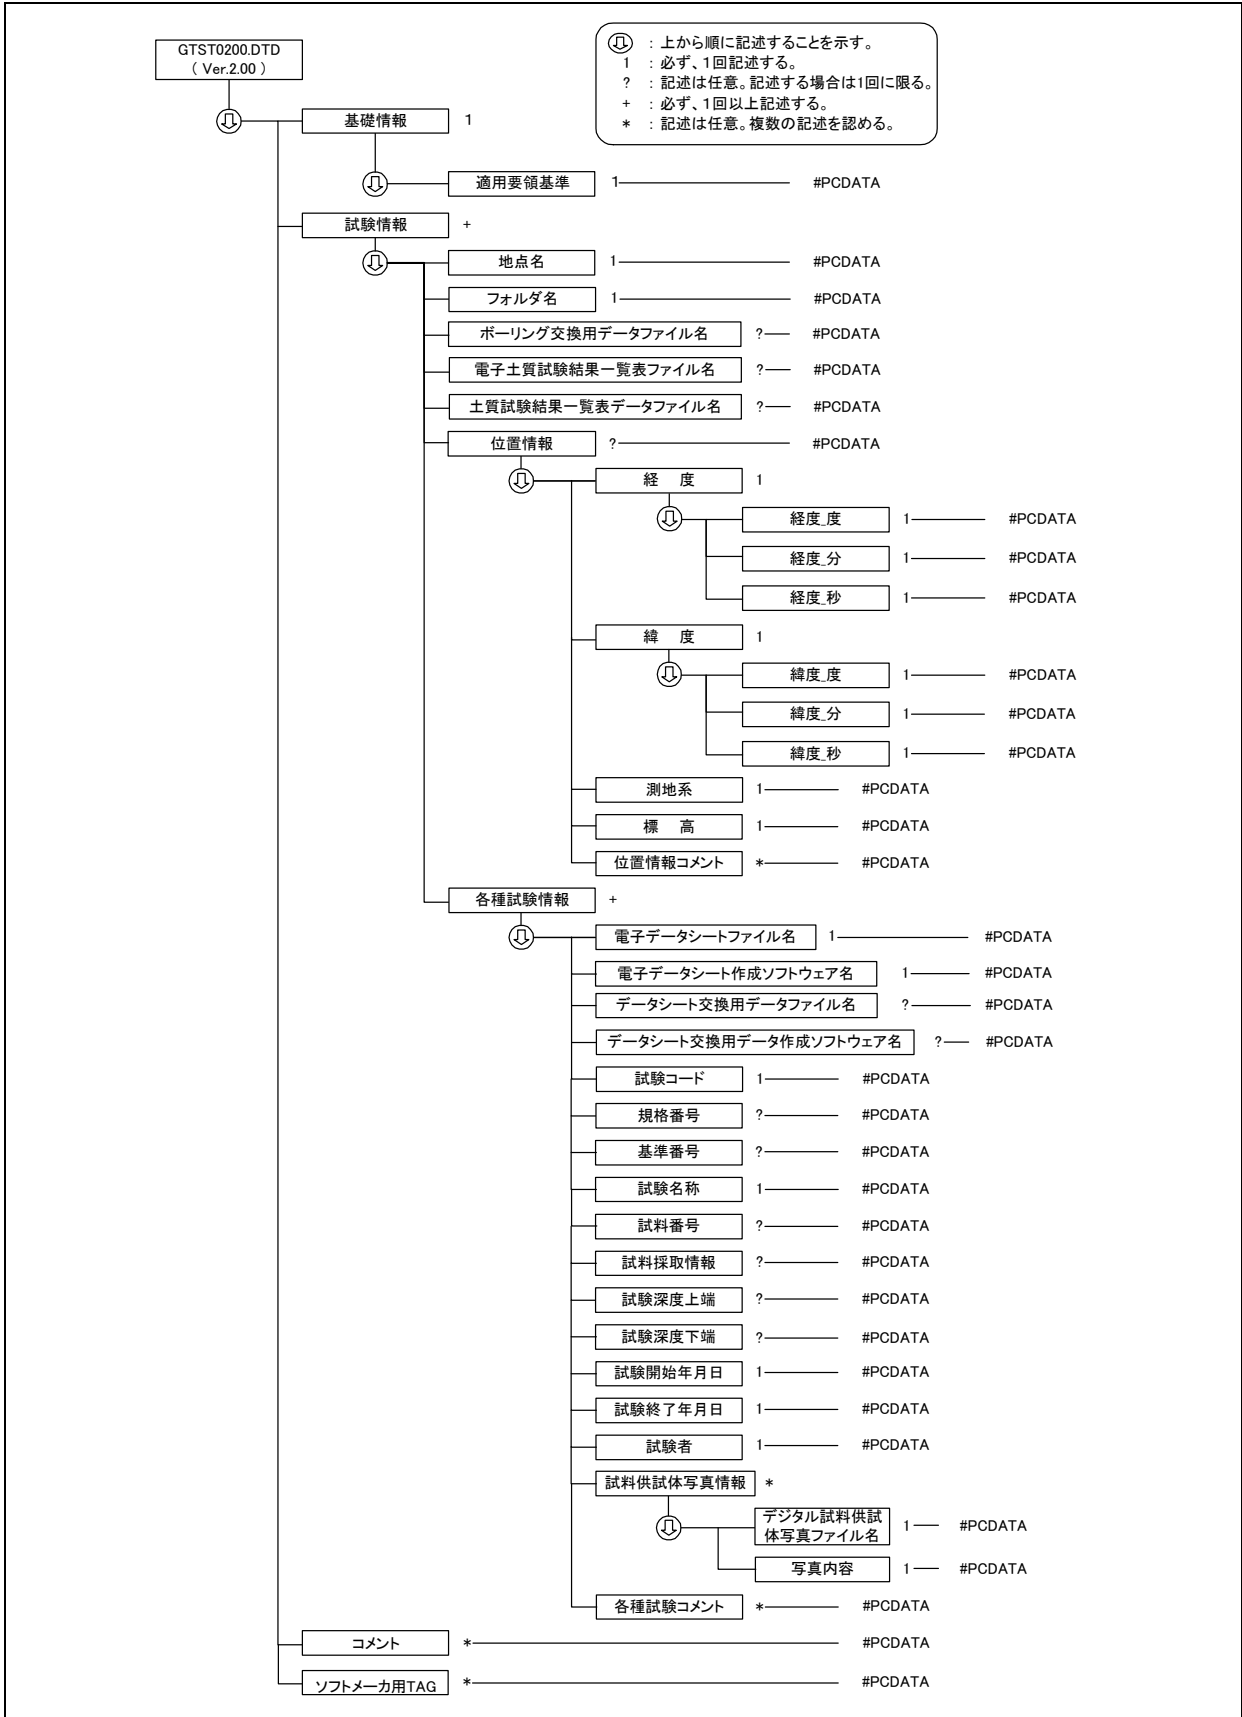 GTST0200.DTD
( Ver.2.00 )
: 上から順に記述することを示す。
1 : 必ず、1回記述する。
? : 記述は任意。記述する場合は1回に限る。
+ : 必ず、1回以上記述する。
* : 記述は任意。複数の記述を認める。
基礎情報 1
適用要領基準 1 #PCDATA
試験情報 +
地点名 1 #PCDATA
フォルダ名 1 #PCDATA
ボーリング交換用データファイル名 ? #PCDATA
電子土質試験結果一覧表ファイル名 ? #PCDATA
土質試験結果一覧表データファイル名 ? #PCDATA
位置情報 ? #PCDATA
経 度 1
経度_度 1 #PCDATA
経度_分 1 #PCDATA
経度_秒 1 #PCDATA
緯 度 1
緯度_度 1 #PCDATA
緯度_分 1 #PCDATA
緯度_秒 1 #PCDATA
測地系 1 #PCDATA
標 高 1 #PCDATA
位置情報コメント * #PCDATA
各種試験情報 +
電子データシートファイル名 1 #PCDATA
電子データシート作成ソフトウェア名 1 #PCDATA
データシート交換用データファイル名 ? #PCDATA
データシート交換用データ作成ソフトウェア名 ? #PCDATA
試験コード 1 #PCDATA
規格番号 ? #PCDATA
基準番号 ? #PCDATA
試験名称 1 #PCDATA
試料番号 ? #PCDATA
試料採取情報 ? #PCDATA
試験深度上端 ? #PCDATA
試験深度下端 ? #PCDATA
試験開始年月日 1 #PCDATA
試験終了年月日 1 #PCDATA
試験者 1 #PCDATA
試料供試体写真情報 *
デジタル試料供試
体写真ファイル名 1 #PCDATA
写真内容 1 #PCDATA
各種試験コメント * #PCDATA
コメント * #PCDATA
ソフトメーカ用TAG * #PCDATA